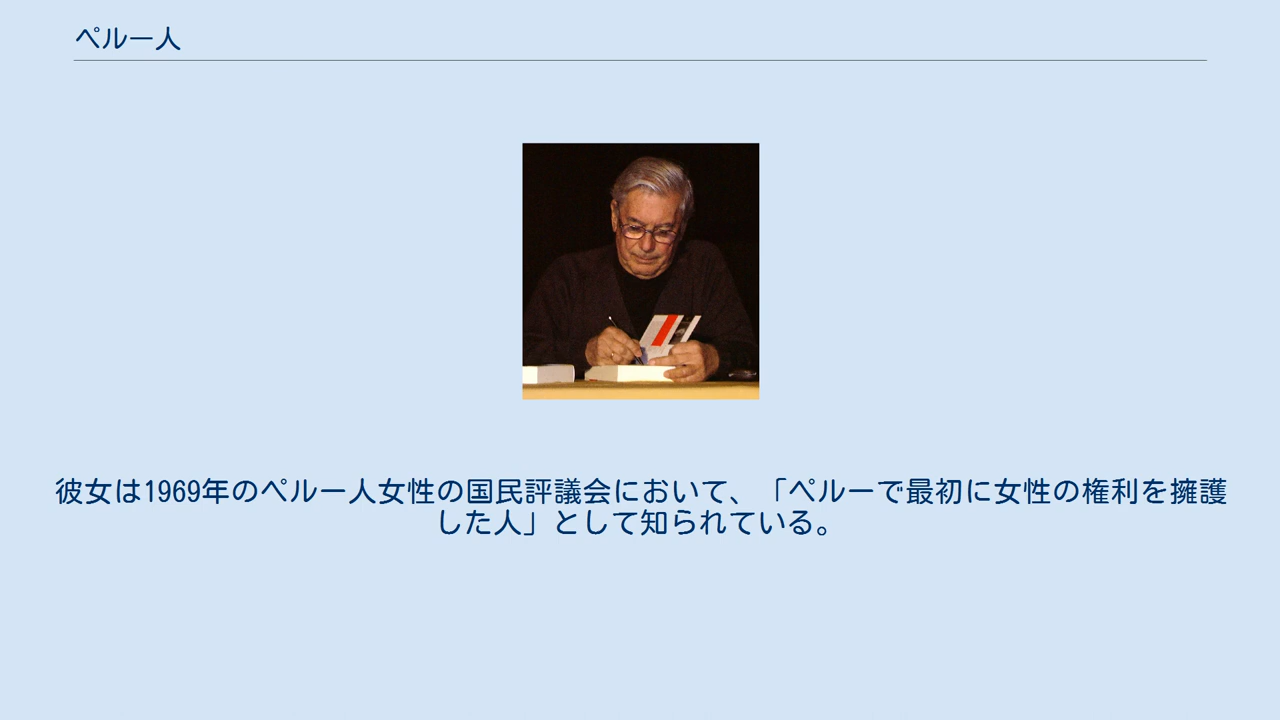 ペルー人
彼女は1969年のペルー人女性の国民評議会において、「ペルーで最初に女性の権利を擁護
した人」として知られている。